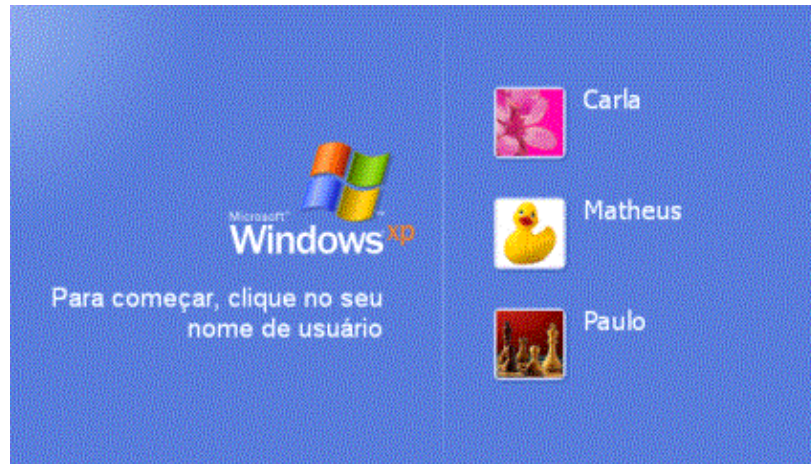 Microsoft
Windows xp
Para começar, clique no seu
nome de usuário
Carla
Matheus
Paulo